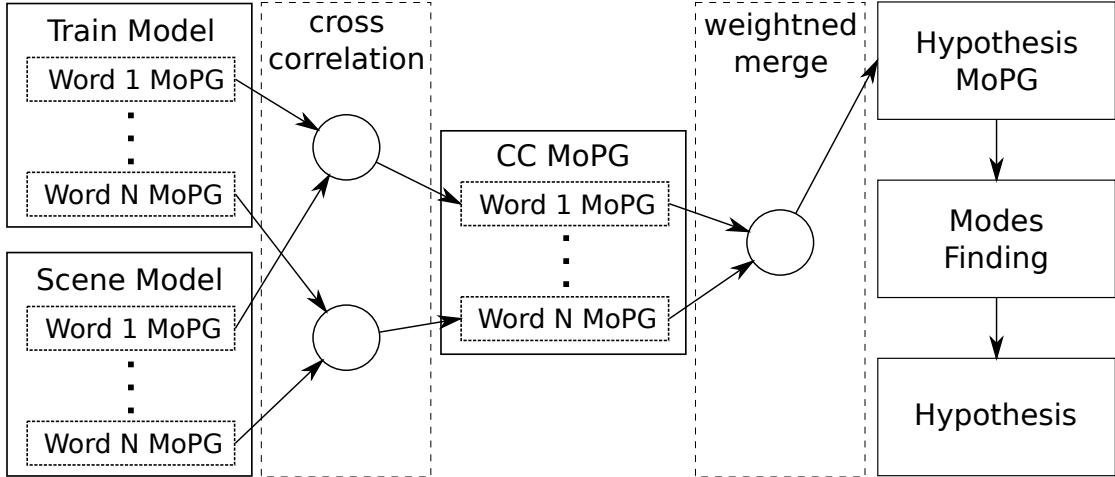 Train Model
Word 1 MoPG
Word N MoPG
Scene Model
Word 1 MoPG
Word N MoPG
cross
correlation
CC MoPG
Word 1 MoPG
Word N MoPG
weightned
merge
Hypothesis
MoPG
Modes
Finding
Hypothesis